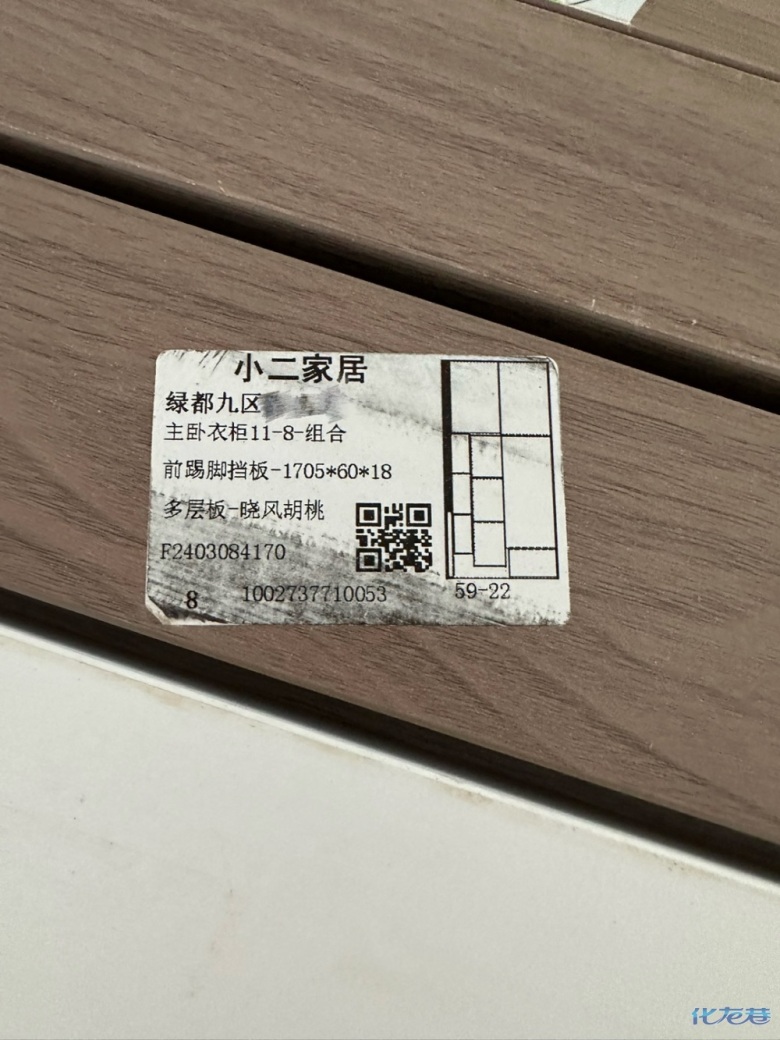 小二家居
绿都九区
主卧衣柜11-8-组合
前踢脚挡板-1705*60*18
多层板-晓风胡桃
F2403084170
8 1002737710053 59-22
化龙巷